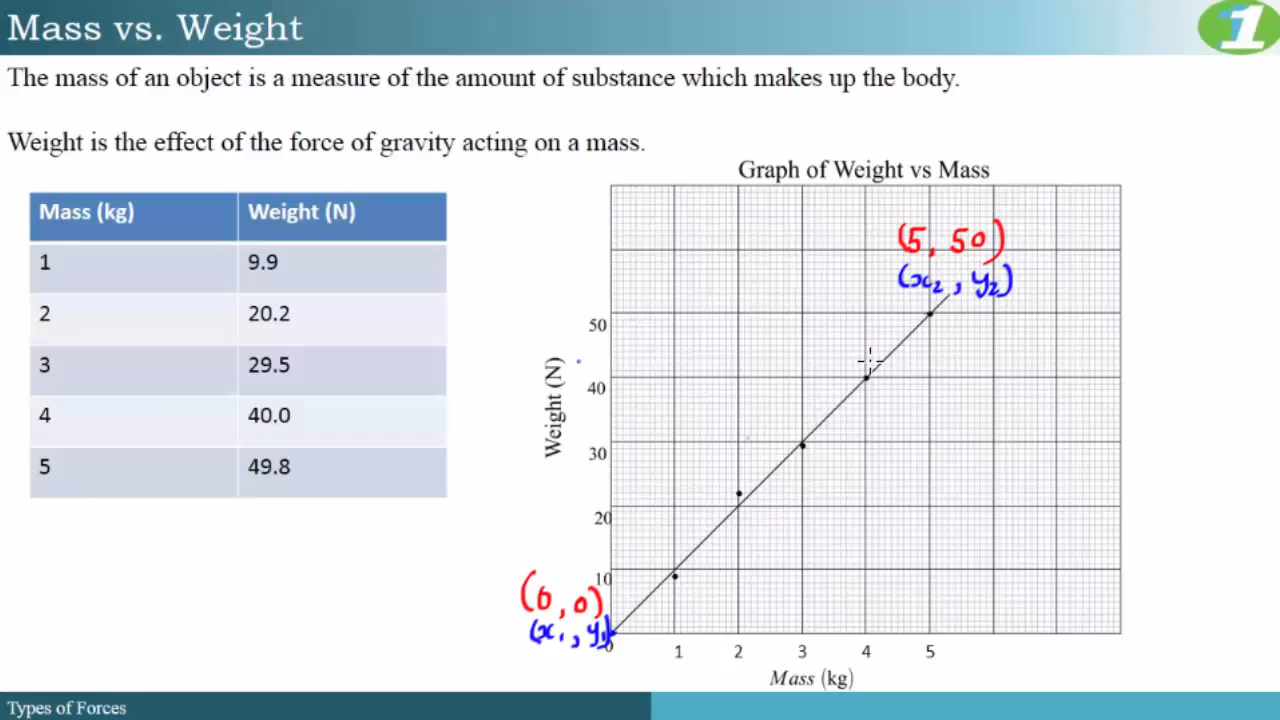 Mass vs. Weight
1
The mass of an object is a measure of the amount of substance which makes up the body.
Weight is the effect of the force of gravity acting on a mass.
Mass (kg) Weight (N)
1 9.9
2 20.2
3 29.5
4 40.0
5 49.8
Graph of Weight vs Mass
(5, 50)
(x₂, y₂)
Weight (N)
50
40
30
20
10
(0, 0)
(x₁, y₁)
0
1 2 3 4 5
Mass (kg)
Types of Forces